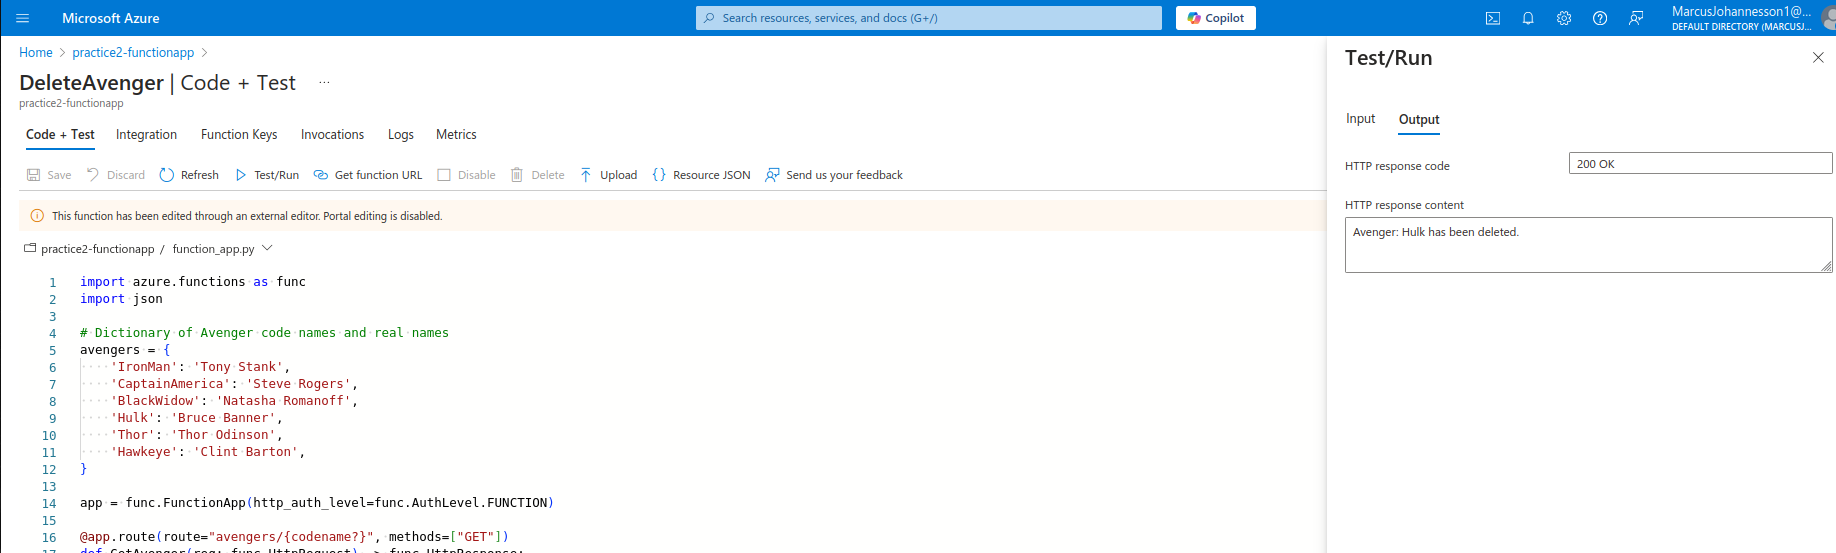 Microsoft Azure
Search resources, services, and docs (G+/)
Copilot
MarcusJohannesson1@...
DEFAULT DIRECTORY (MARCUSJ...
Home > practice2-functionapp >
DeleteAvenger | Code + Test ...
practice2-functionapp
Code + Test Integration Function Keys Invocations Logs Metrics
Save Discard Refresh Test/Run Get function URL Disable Delete Upload {} Resource JSON Send us your feedback
This function has been edited through an external editor. Portal editing is disabled.
practice2-functionapp / function_app.py
1 import azure.functions as func
2 import json
3
4 # Dictionary of Avenger code names and real names
5 avengers = {
6 'IronMan': 'Tony Stank',
7 'CaptainAmerica': 'Steve Rogers',
8 'BlackWidow': 'Natasha Romanoff',
9 'Hulk': 'Bruce Banner',
10 'Thor': 'Thor Odinson',
11 'Hawkeye': 'Clint Barton',
12 }
13
14 app = func.FunctionApp(http_auth_level=func.AuthLevel.FUNCTION)
15
16 @app.route(route="avengers/{codename?}", methods=["GET"])
17 def GetAvenger(req: func.HttpRequest) -> func.HttpResponse:
Test/Run
Input Output
HTTP response code
200 OK
HTTP response content
Avenger: Hulk has been deleted.